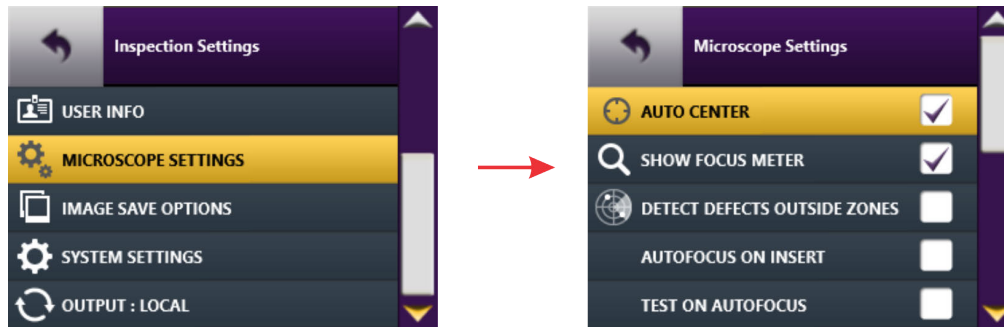 Inspection Settings
USER INFO
MICROSCOPE SETTINGS
IMAGE SAVE OPTIONS
SYSTEM SETTINGS
OUTPUT : LOCAL
Microscope Settings
AUTO CENTER
SHOW FOCUS METER
DETECT DEFECTS OUTSIDE ZONES
AUTOFOCUS ON INSERT
TEST ON AUTOFOCUS